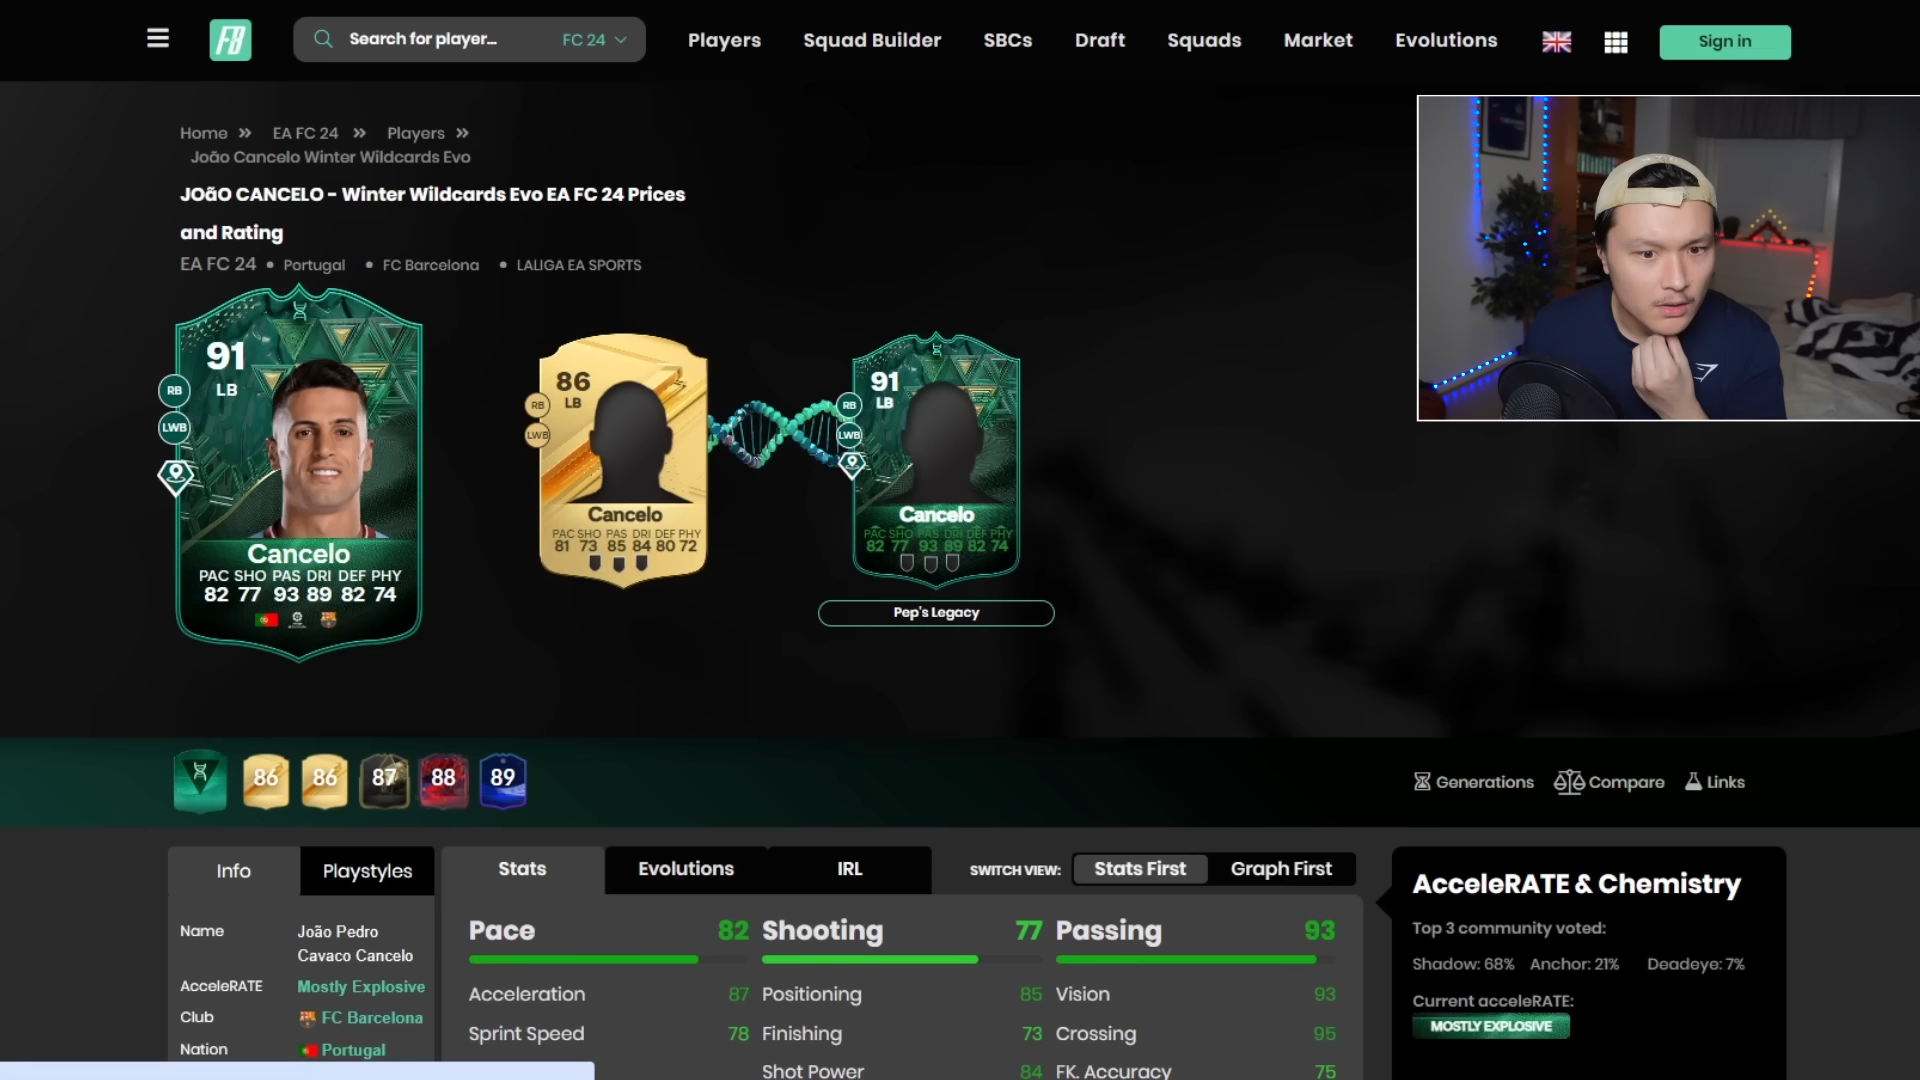 FB
Search for player...
FC 24
Players
Squad Builder
SBCs
Draft
Squads
Market
Evolutions
Sign in
Home » EA FC 24 » Players »
João Cancelo Winter Wildcards Evo
JOãO CANCELO - Winter Wildcards Evo EA FC 24 Prices
and Rating
EA FC 24 • Portugal • FC Barcelona • LALIGA EA SPORTS
91
LB
RB
LWB
Cancelo
PAC SHO PAS DRI DEF PHY
82 77 93 89 82 74
86
LB
RB
LWB
Cancelo
PAC SHO PAS DRI DEF PHY
81 73 85 84 80 72
91
LB
RB
LWB
Cancelo
PAC SHO PAS DRI DEF PHY
82 77 93 89 82 74
Pep's Legacy
86
86
87
88
89
Generations
Compare
Links
Info
Playstyles
Name
João Pedro
Cavaco Cancelo
AcceleRATE
Mostly Explosive
Club
FC Barcelona
Nation
Portugal
Stats
Evolutions
IRL
SWITCH VIEW:
Stats First
Graph First
Pace 82
Acceleration 87
Sprint Speed 78
Shooting 77
Positioning 85
Finishing 73
Shot Power 84
Passing 93
Vision 93
Crossing 95
FK. Accuracy 75
AcceleRATE & Chemistry
Top 3 community voted:
Shadow: 68% Anchor: 21% Deadeye: 7%
Current acceleRATE:
MOSTLY EXPLOSIVE